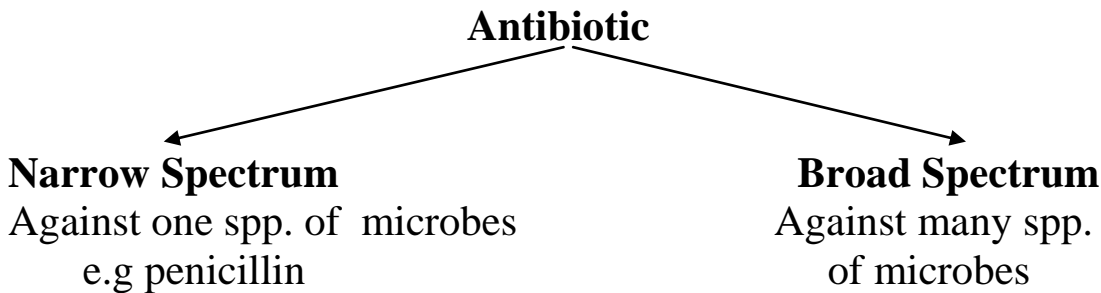 Antibiotic
Narrow Spectrum
Against one spp. of microbes
e.g penicillin
Broad Spectrum
Against many spp.
of microbes